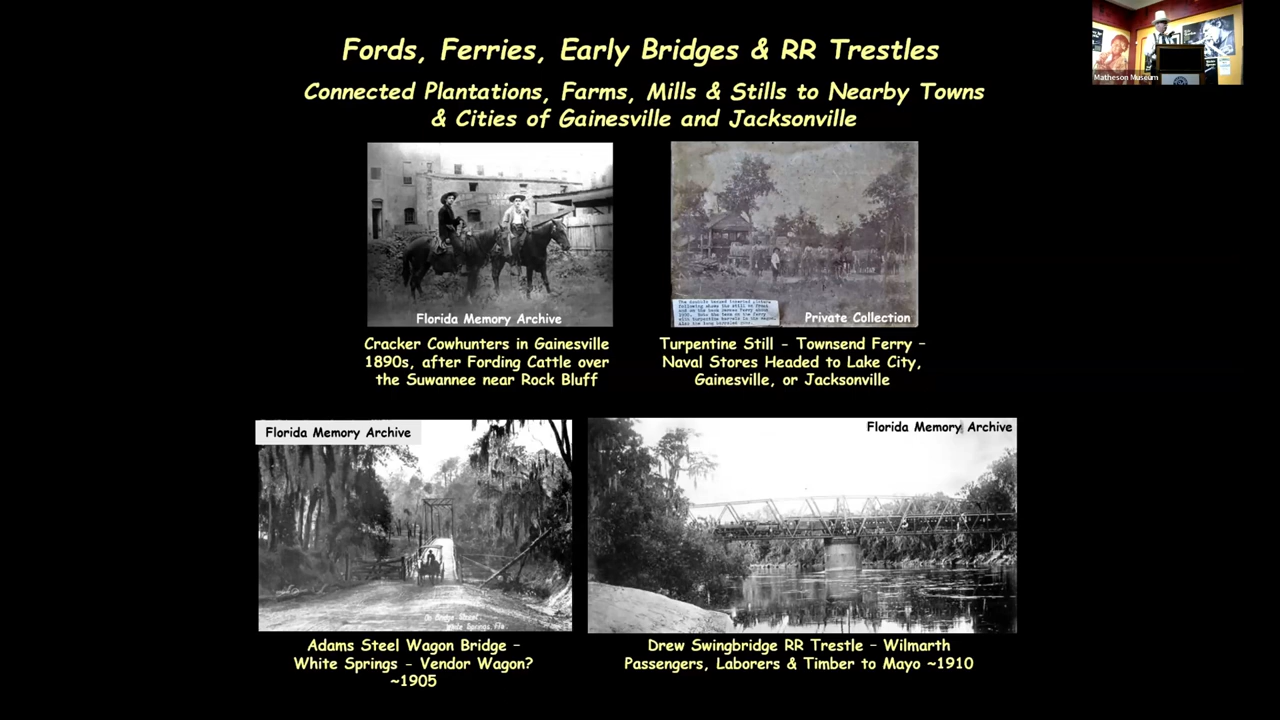 Fords, Ferries, Early Bridges & RR Trestles
Connected Plantations, Farms, Mills & Stills to Nearby Towns
& Cities of Gainesville and Jacksonville
Matheson Museum
Florida Memory Archive
Private Collection
Cracker Cowhunters in Gainesville
1890s, after Fording Cattle over
the Suwannee near Rock Bluff
Turpentine Still - Townsend Ferry -
Naval Stores Headed to Lake City,
Gainesville, or Jacksonville
Florida Memory Archive
Florida Memory Archive
White Springs, Fla
Adams Steel Wagon Bridge -
White Springs - Vendor Wagon?
~1905
Drew Swingbridge RR Trestle - Wilmarth
Passengers, Laborers & Timber to Mayo ~1910